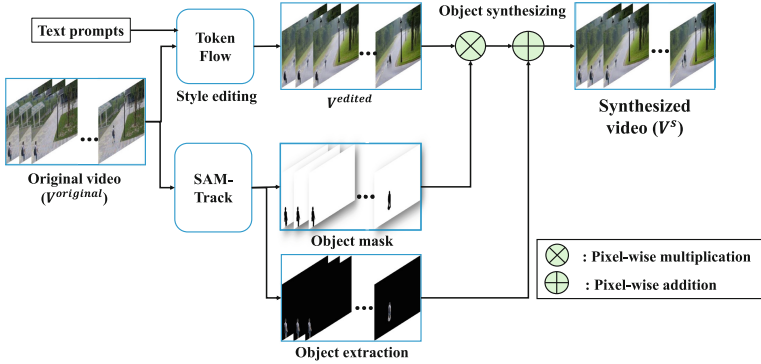 Text prompts
Token
Flow
Style editing
Original video
(V^original)
SAM-
Track
V^edited
Object synthesizing
Synthesized
video (V^s)
Object mask
Object extraction
: Pixel-wise multiplication
: Pixel-wise addition